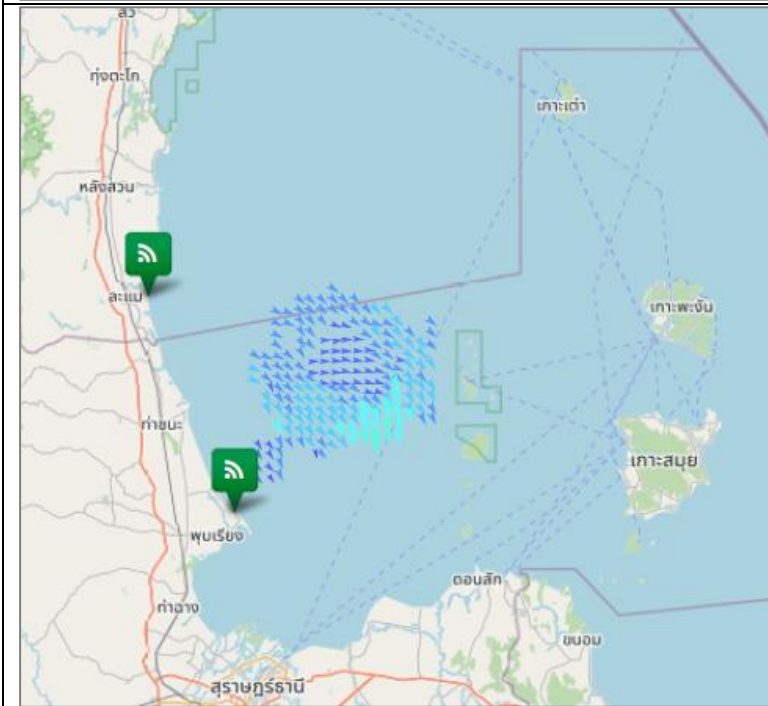 สวี
ทุ่งตะโก
เกาะเต่า
หลังสวน
ละแม
เกาะพะงัน
ท่าชนะ
เกาะสมุย
พุมเรียง
ดอนสัก
ท่าฉาง
ขนอม
สุราษฎร์ธานี